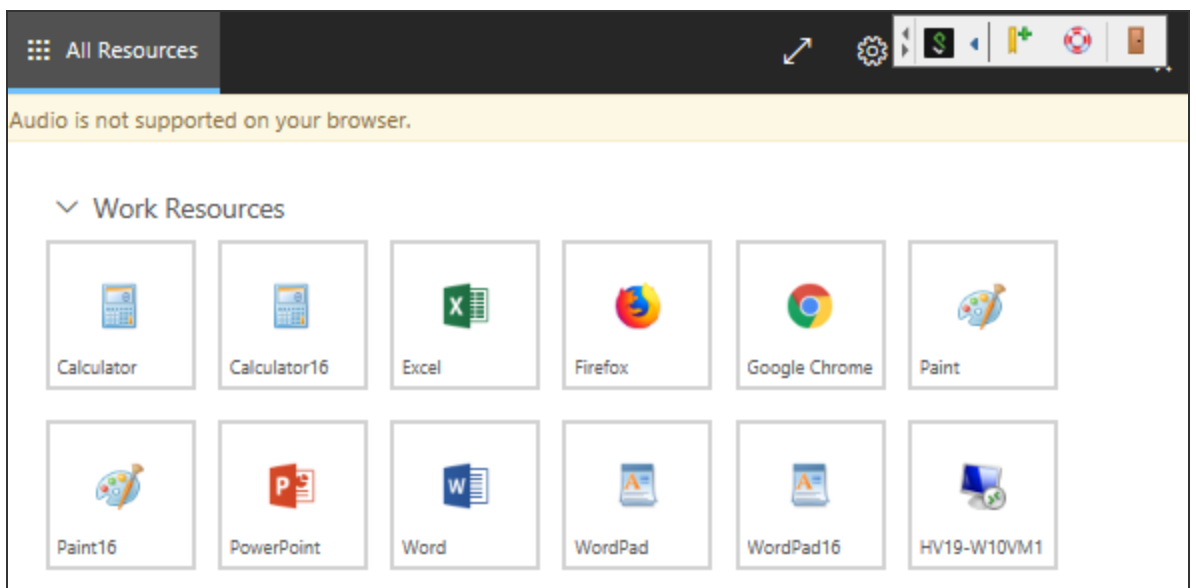 All Resources
Audio is not supported on your browser.
Work Resources
Calculator
Calculator16
Excel
Firefox
Google Chrome
Paint
Paint16
PowerPoint
Word
WordPad
WordPad16
HV19-W10VM1